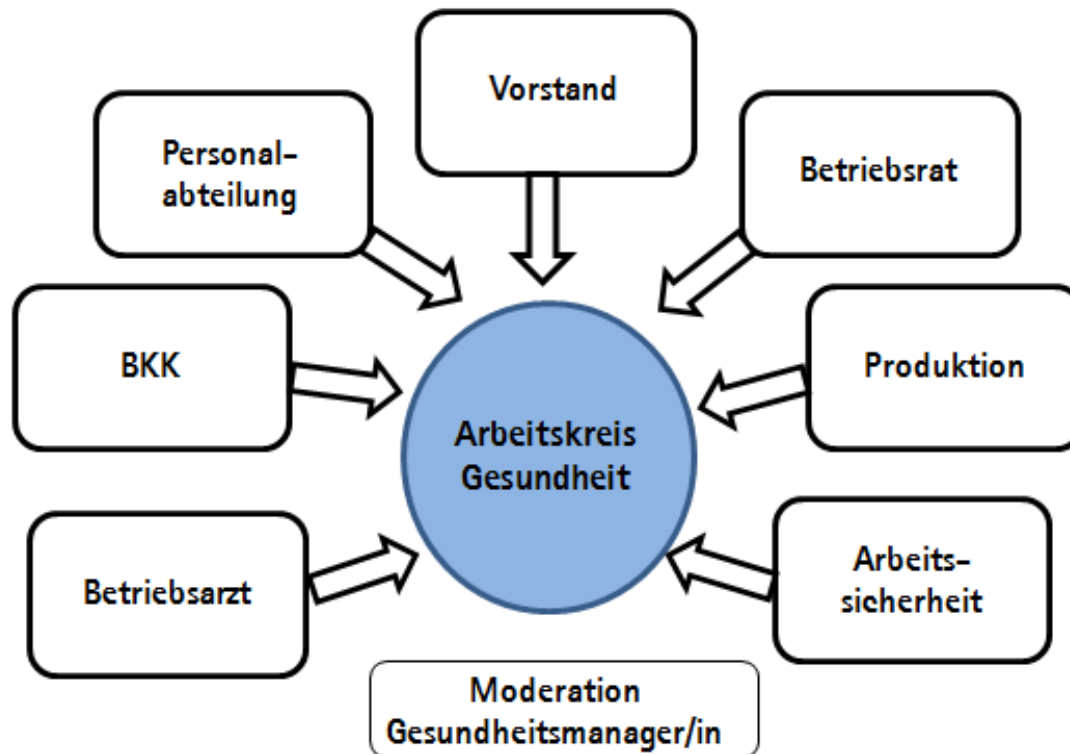 Vorstand
Personal-
abteilung
Betriebsrat
BKK
Produktion
Arbeitskreis
Gesundheit
Betriebsarzt
Arbeits-
sicherheit
Moderation
Gesundheitsmanager/in